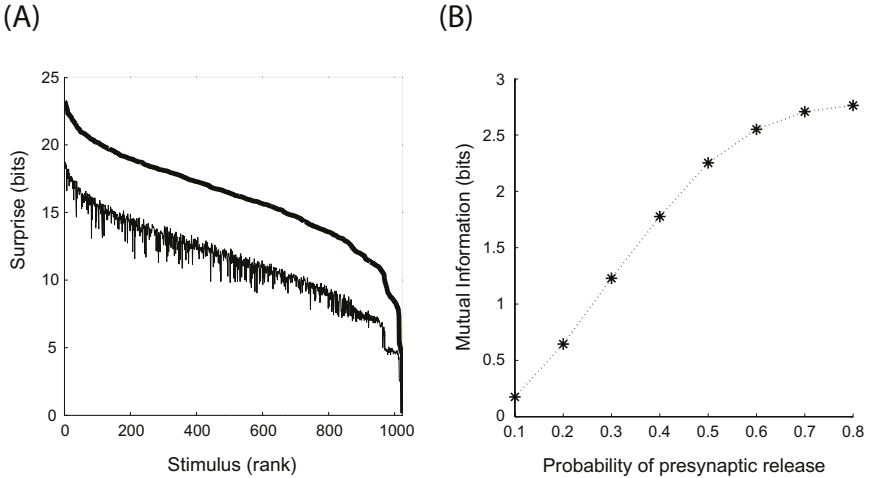 (A)
25
20
15
10
5
0
Surprise (bits)
0 200 400 600 800 1000
Stimulus (rank)
(B)
3
2.5
2
1.5
1
0.5
0
Mutual Information (bits)
0.1 0.2 0.3 0.4 0.5 0.6 0.7 0.8
Probability of presynaptic release